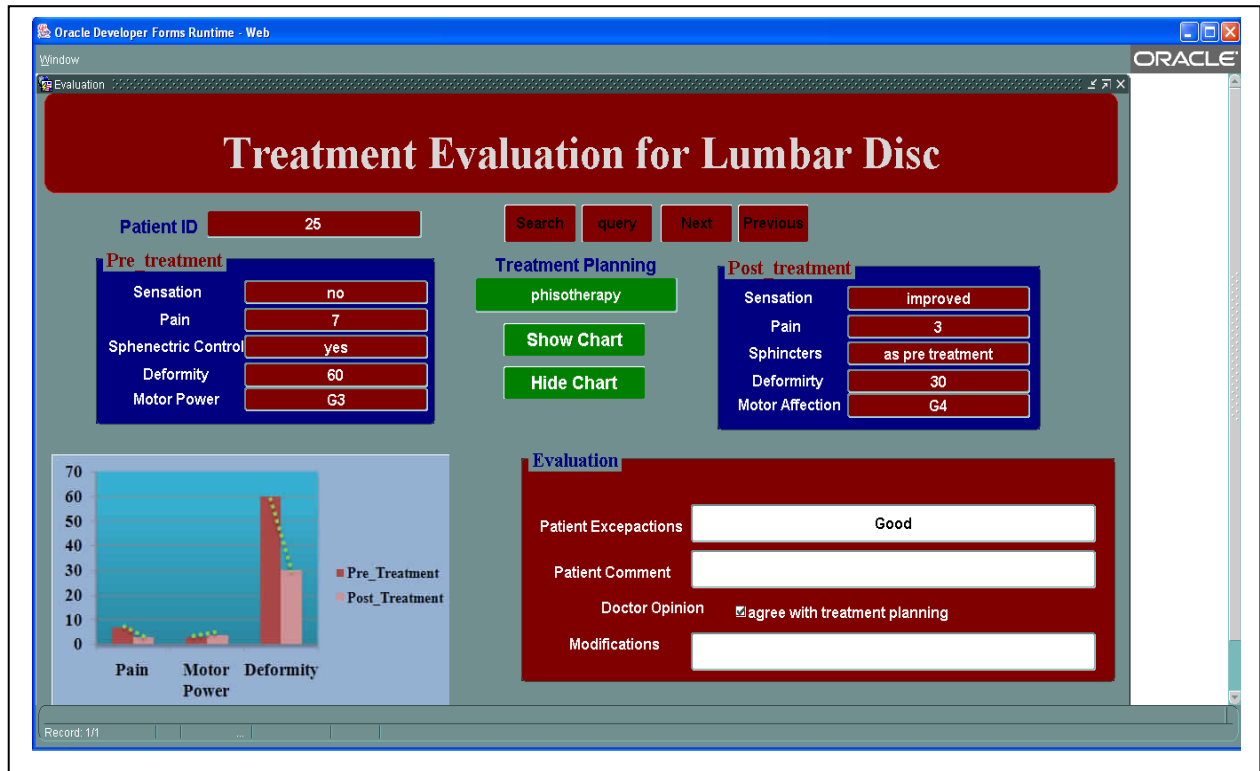 Oracle Developer Forms Runtime - Web
Window
ORACLE
Evaluation
Treatment Evaluation for Lumbar Disc
Patient ID 25
Search query Next Previous
Pre_treatment
Sensation no
Pain 7
Sphenectric Control yes
Deformity 60
Motor Power G3
Treatment Planning
phisotherapy
Show Chart
Hide Chart
Post_treatment
Sensation improved
Pain 3
Sphincters as pre treatment
Deformirty 30
Motor Affection G4
70
60
50
40
30
20
10
0
Pain Motor Power Deformity
Pre_Treatment
Post_Treatment
Evaluation
Patient Excepactions Good
Patient Comment
Doctor Opinion agree with treatment planning
Modifications
Record: 1/1
...